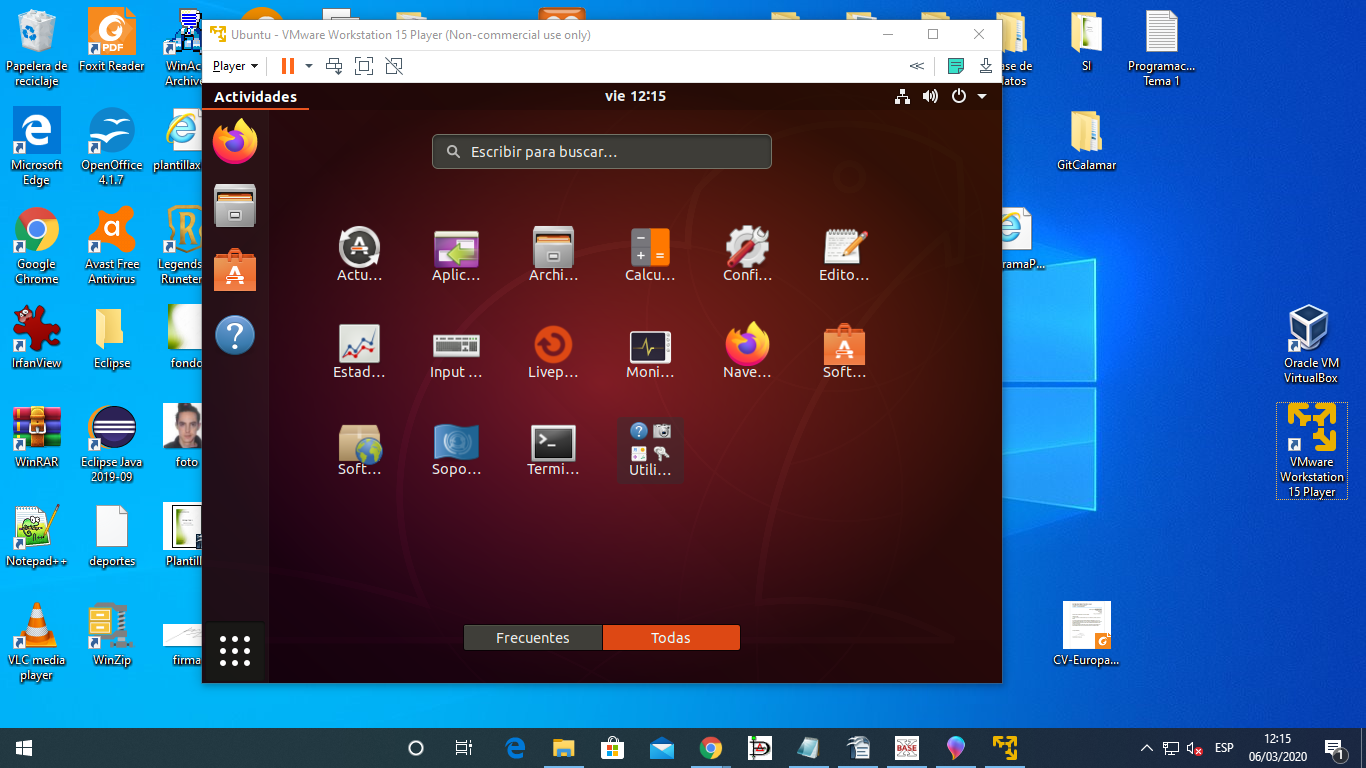 Ubuntu - VMware Workstation 15 Player (Non-commercial use only)
Player
Actividades
vie 12:15
Escribir para buscar...
Actu...
Aplic...
Archi...
Calcu...
Confi...
Edito...
Estad...
Input ...
Livep...
Moni...
Nave...
Soft...
Soft...
Sopo...
Termi...
Utili...
Frecuentes
Todas
Papelera de
reciclaje
PDF
Foxit Reader
WinAc
Archive
Microsoft
Edge
OpenOffice
4.1.7
plantillax
Google
Chrome
Avast Free
Antivirus
Legends
Runeter
IrfanView
Eclipse
fondo
WinRAR
Eclipse Java
2019-09
foto
Notepad++
deportes
Plantill
VLC media
player
WinZip
firma
ase de
atos
SI
Programac...
Tema 1
GitCalamar
ramaP...
Oracle VM
VirtualBox
VMware
Workstation
15 Player
CV-Europa...
BASE
ESP
12:15
06/03/2020
1